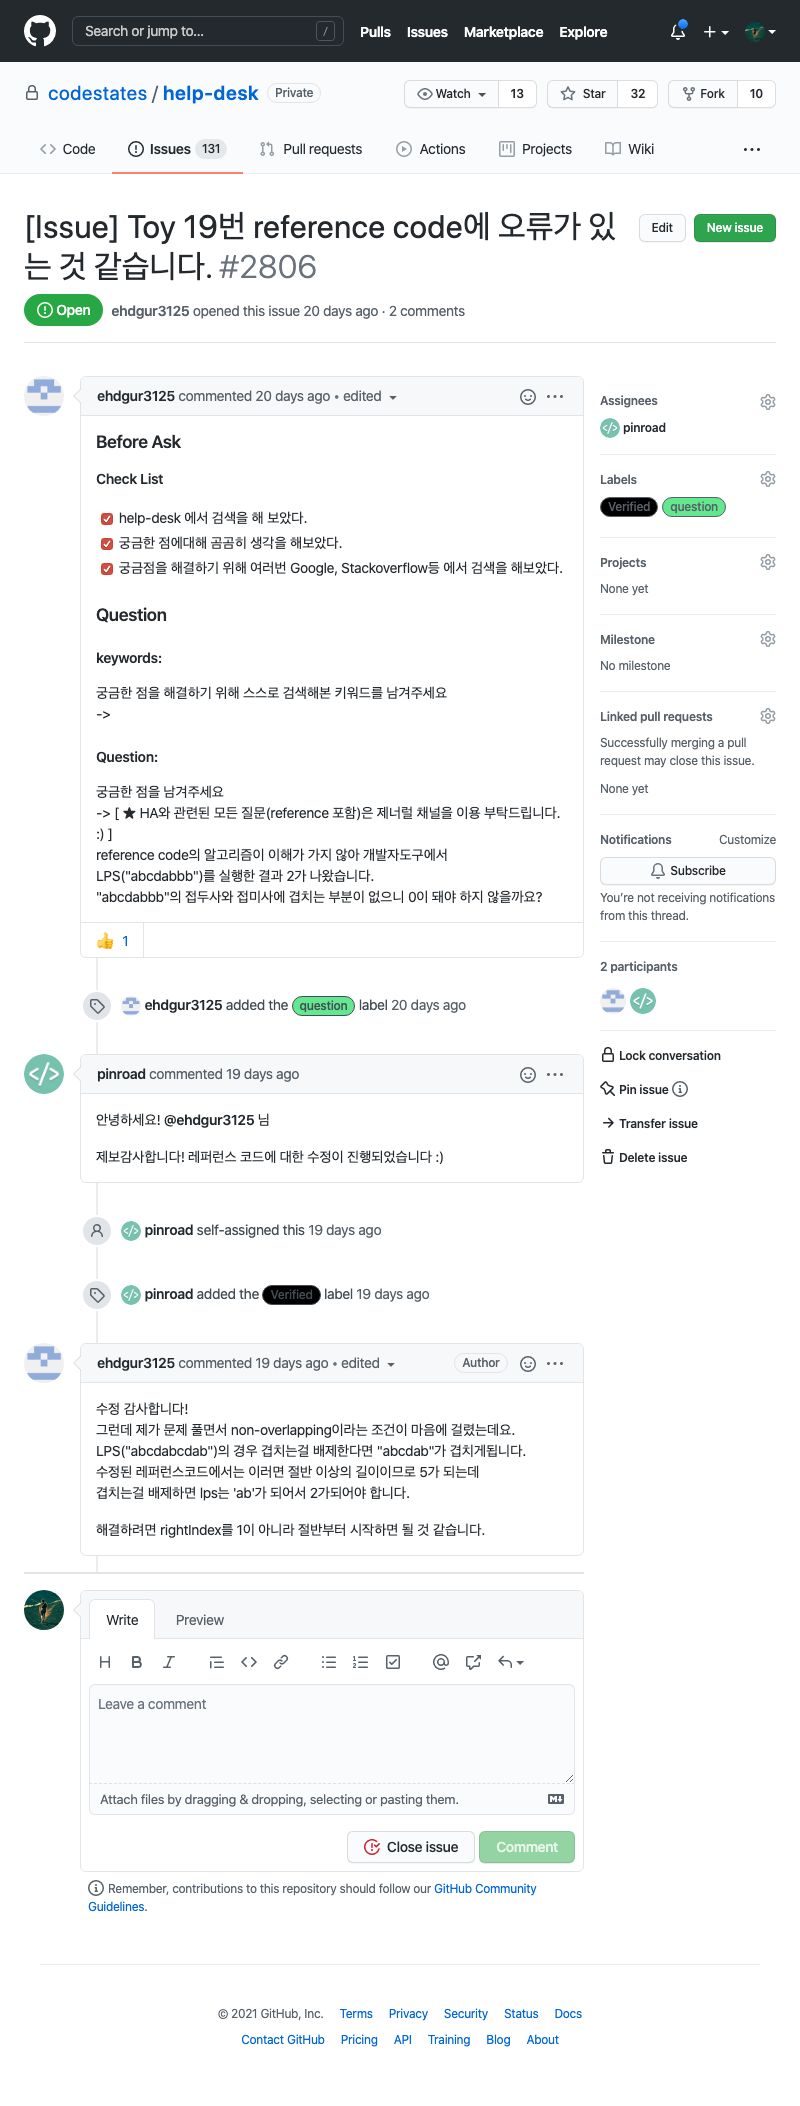 Search or jump to... /
Pulls Issues Marketplace Explore
codestates / help-desk Private
Watch 13 Star 32 Fork 10
Code Issues 131 Pull requests Actions Projects Wiki ...
[Issue] Toy 19번 reference code에 오류가 있
는 것 같습니다. #2806
Edit New issue
Open ehdgur3125 opened this issue 20 days ago · 2 comments
ehdgur3125 commented 20 days ago • edited
Before Ask
Check List
help-desk 에서 검색을 해 보았다.
궁금한 점에대해 곰곰히 생각을 해보았다.
궁금점을 해결하기 위해 여러번 Google, Stackoverflow등 에서 검색을 해보았다.
Question
keywords:
궁금한 점을 해결하기 위해 스스로 검색해본 키워드를 남겨주세요
->
Question:
궁금한 점을 남겨주세요
-> [ ★ HA와 관련된 모든 질문(reference 포함)은 제너럴 채널을 이용 부탁드립니다.
:) ]
reference code의 알고리즘이 이해가 가지 않아 개발자도구에서
LPS("abcdabbb")를 실행한 결과 2가 나왔습니다.
"abcdabbb"의 접두사와 접미사에 겹치는 부분이 없으니 0이 돼야 하지 않을까요?
👍 1
ehdgur3125 added the question label 20 days ago
pinroad commented 19 days ago
안녕하세요! @ehdgur3125 님
제보감사합니다! 레퍼런스 코드에 대한 수정이 진행되었습니다 :)
pinroad self-assigned this 19 days ago
pinroad added the Verified label 19 days ago
ehdgur3125 commented 19 days ago • edited Author
수정 감사합니다!
그런데 제가 문제 풀면서 non-overlapping이라는 조건이 마음에 걸렸는데요.
LPS("abcdabcdab")의 경우 겹치는걸 배제한다면 "abcdab"가 겹치게됩니다.
수정된 레퍼런스코드에서는 이러면 절반 이상의 길이이므로 5가 되는데
겹치는걸 배제하면 lps는 'ab'가 되어서 2가되어야 합니다.
해결하려면 rightIndex를 1이 아니라 절반부터 시작하면 될 것 같습니다.
Write Preview
Leave a comment
Attach files by dragging & dropping, selecting or pasting them.
Close issue Comment
Remember, contributions to this repository should follow our GitHub Community
Guidelines.
Assignees
pinroad
Labels
Verified question
Projects
None yet
Milestone
No milestone
Linked pull requests
Successfully merging a pull
request may close this issue.
None yet
Notifications Customize
Subscribe
You're not receiving notifications
from this thread.
2 participants
Lock conversation
Pin issue
Transfer issue
Delete issue
© 2021 GitHub, Inc. Terms Privacy Security Status Docs
Contact GitHub Pricing API Training Blog About